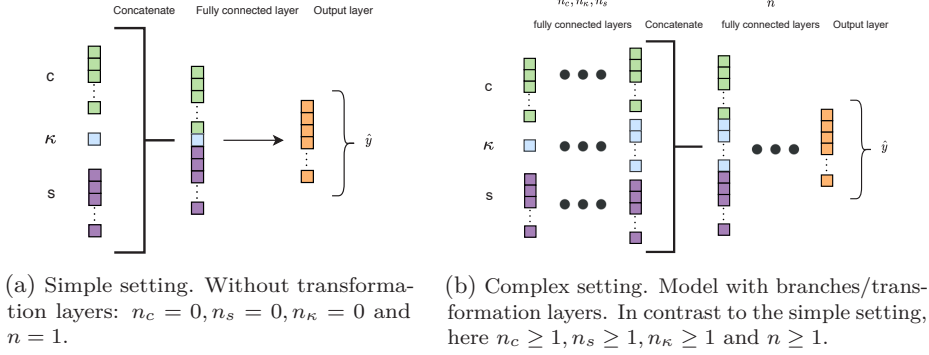 Concatenate Fully connected layer Output layer
c
κ
s
ŷ
(a) Simple setting. Without transforma-
tion layers: n_c = 0, n_s = 0, n_κ = 0 and
n = 1.
n_c, n_κ, n_s n
fully connected layers Concatenate fully connected layers Output layer
c
κ
s
ŷ
(b) Complex setting. Model with branches/trans-
formation layers. In contrast to the simple setting,
here n_c ≥ 1, n_s ≥ 1, n_κ ≥ 1 and n ≥ 1.